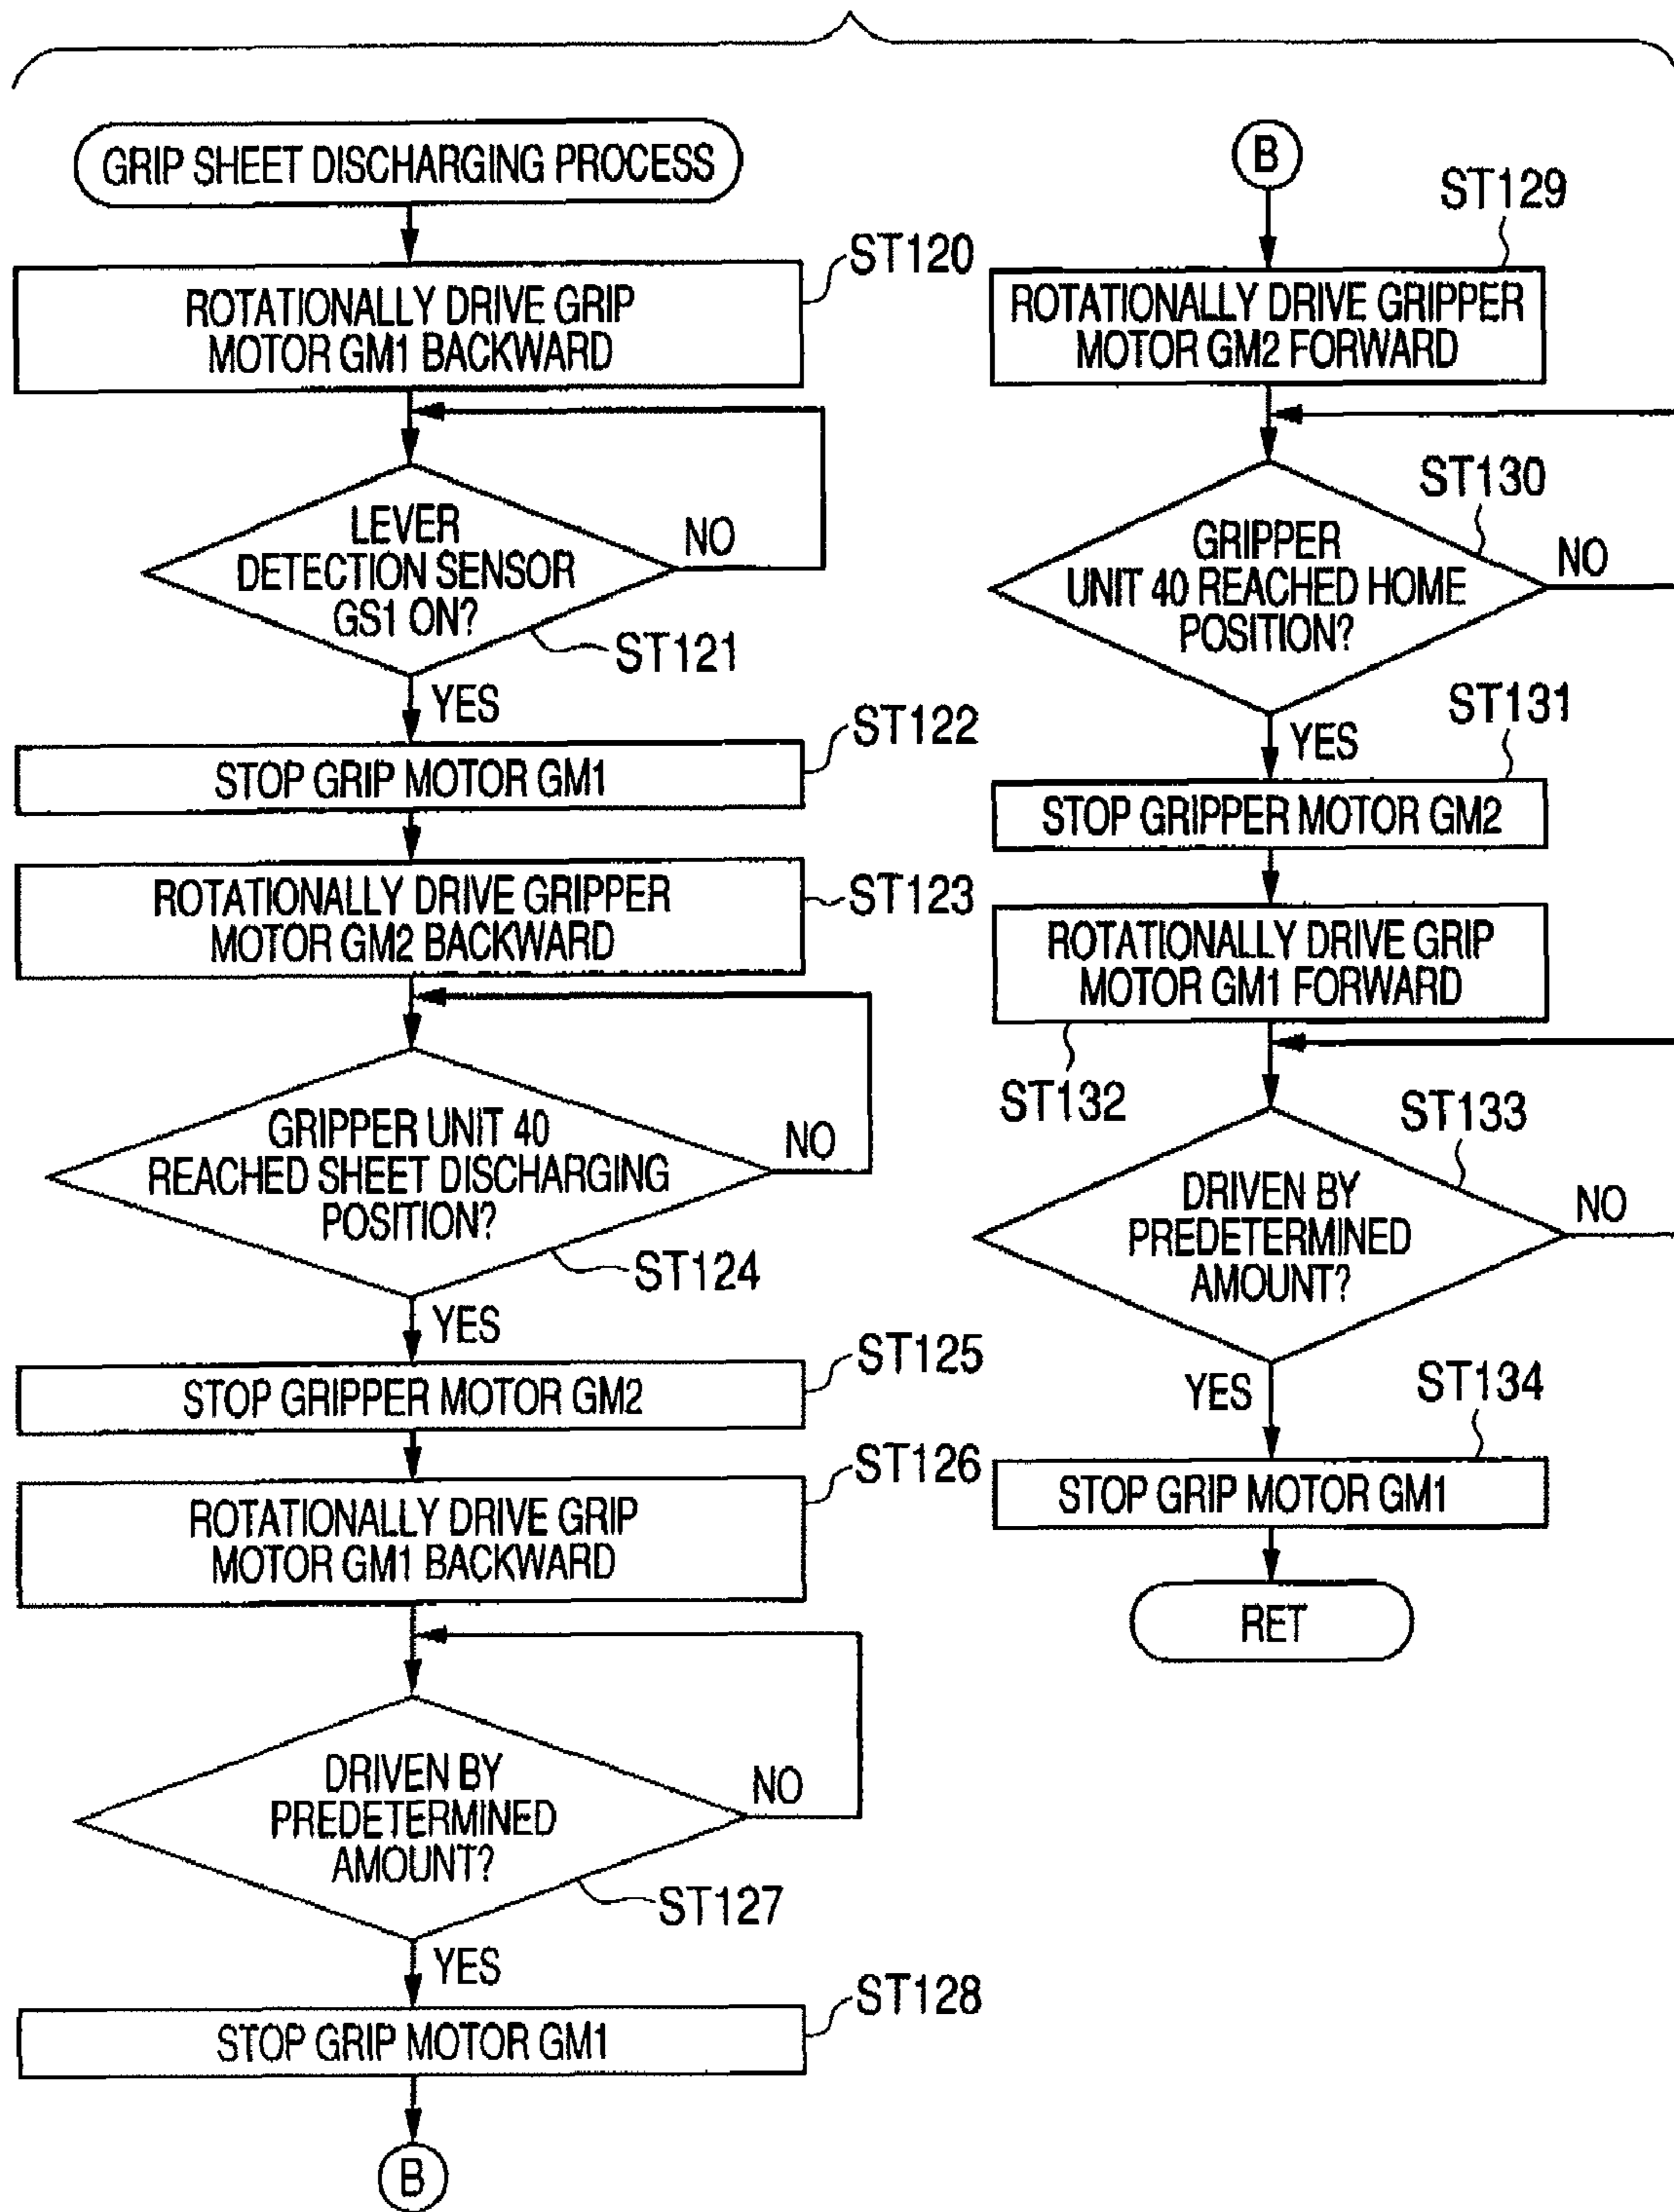 GRIP SHEET DISCHARGING PROCESS
ST120
ROTATIONALLY DRIVE GRIP
MOTOR GM1 BACKWARD
LEVER
DETECTION SENSOR
GS1 ON?
NO
ST121
YES
ST122
STOP GRIP MOTOR GM1
ST123
ROTATIONALLY DRIVE GRIPPER
MOTOR GM2 BACKWARD
GRIPPER UNIT 40
REACHED SHEET DISCHARGING
POSITION?
NO
ST124
YES
ST125
STOP GRIPPER MOTOR GM2
ST126
ROTATIONALLY DRIVE GRIP
MOTOR GM1 BACKWARD
DRIVEN BY
PREDETERMINED
AMOUNT?
NO
ST127
YES
ST128
STOP GRIP MOTOR GM1
B
B
ST129
ROTATIONALLY DRIVE GRIPPER
MOTOR GM2 FORWARD
ST130
GRIPPER
UNIT 40 REACHED HOME
POSITION?
NO
YES
ST131
STOP GRIPPER MOTOR GM2
ROTATIONALLY DRIVE GRIP
MOTOR GM1 FORWARD
ST132
ST133
DRIVEN BY
PREDETERMINED
AMOUNT?
NO
YES
ST134
STOP GRIP MOTOR GM1
RET